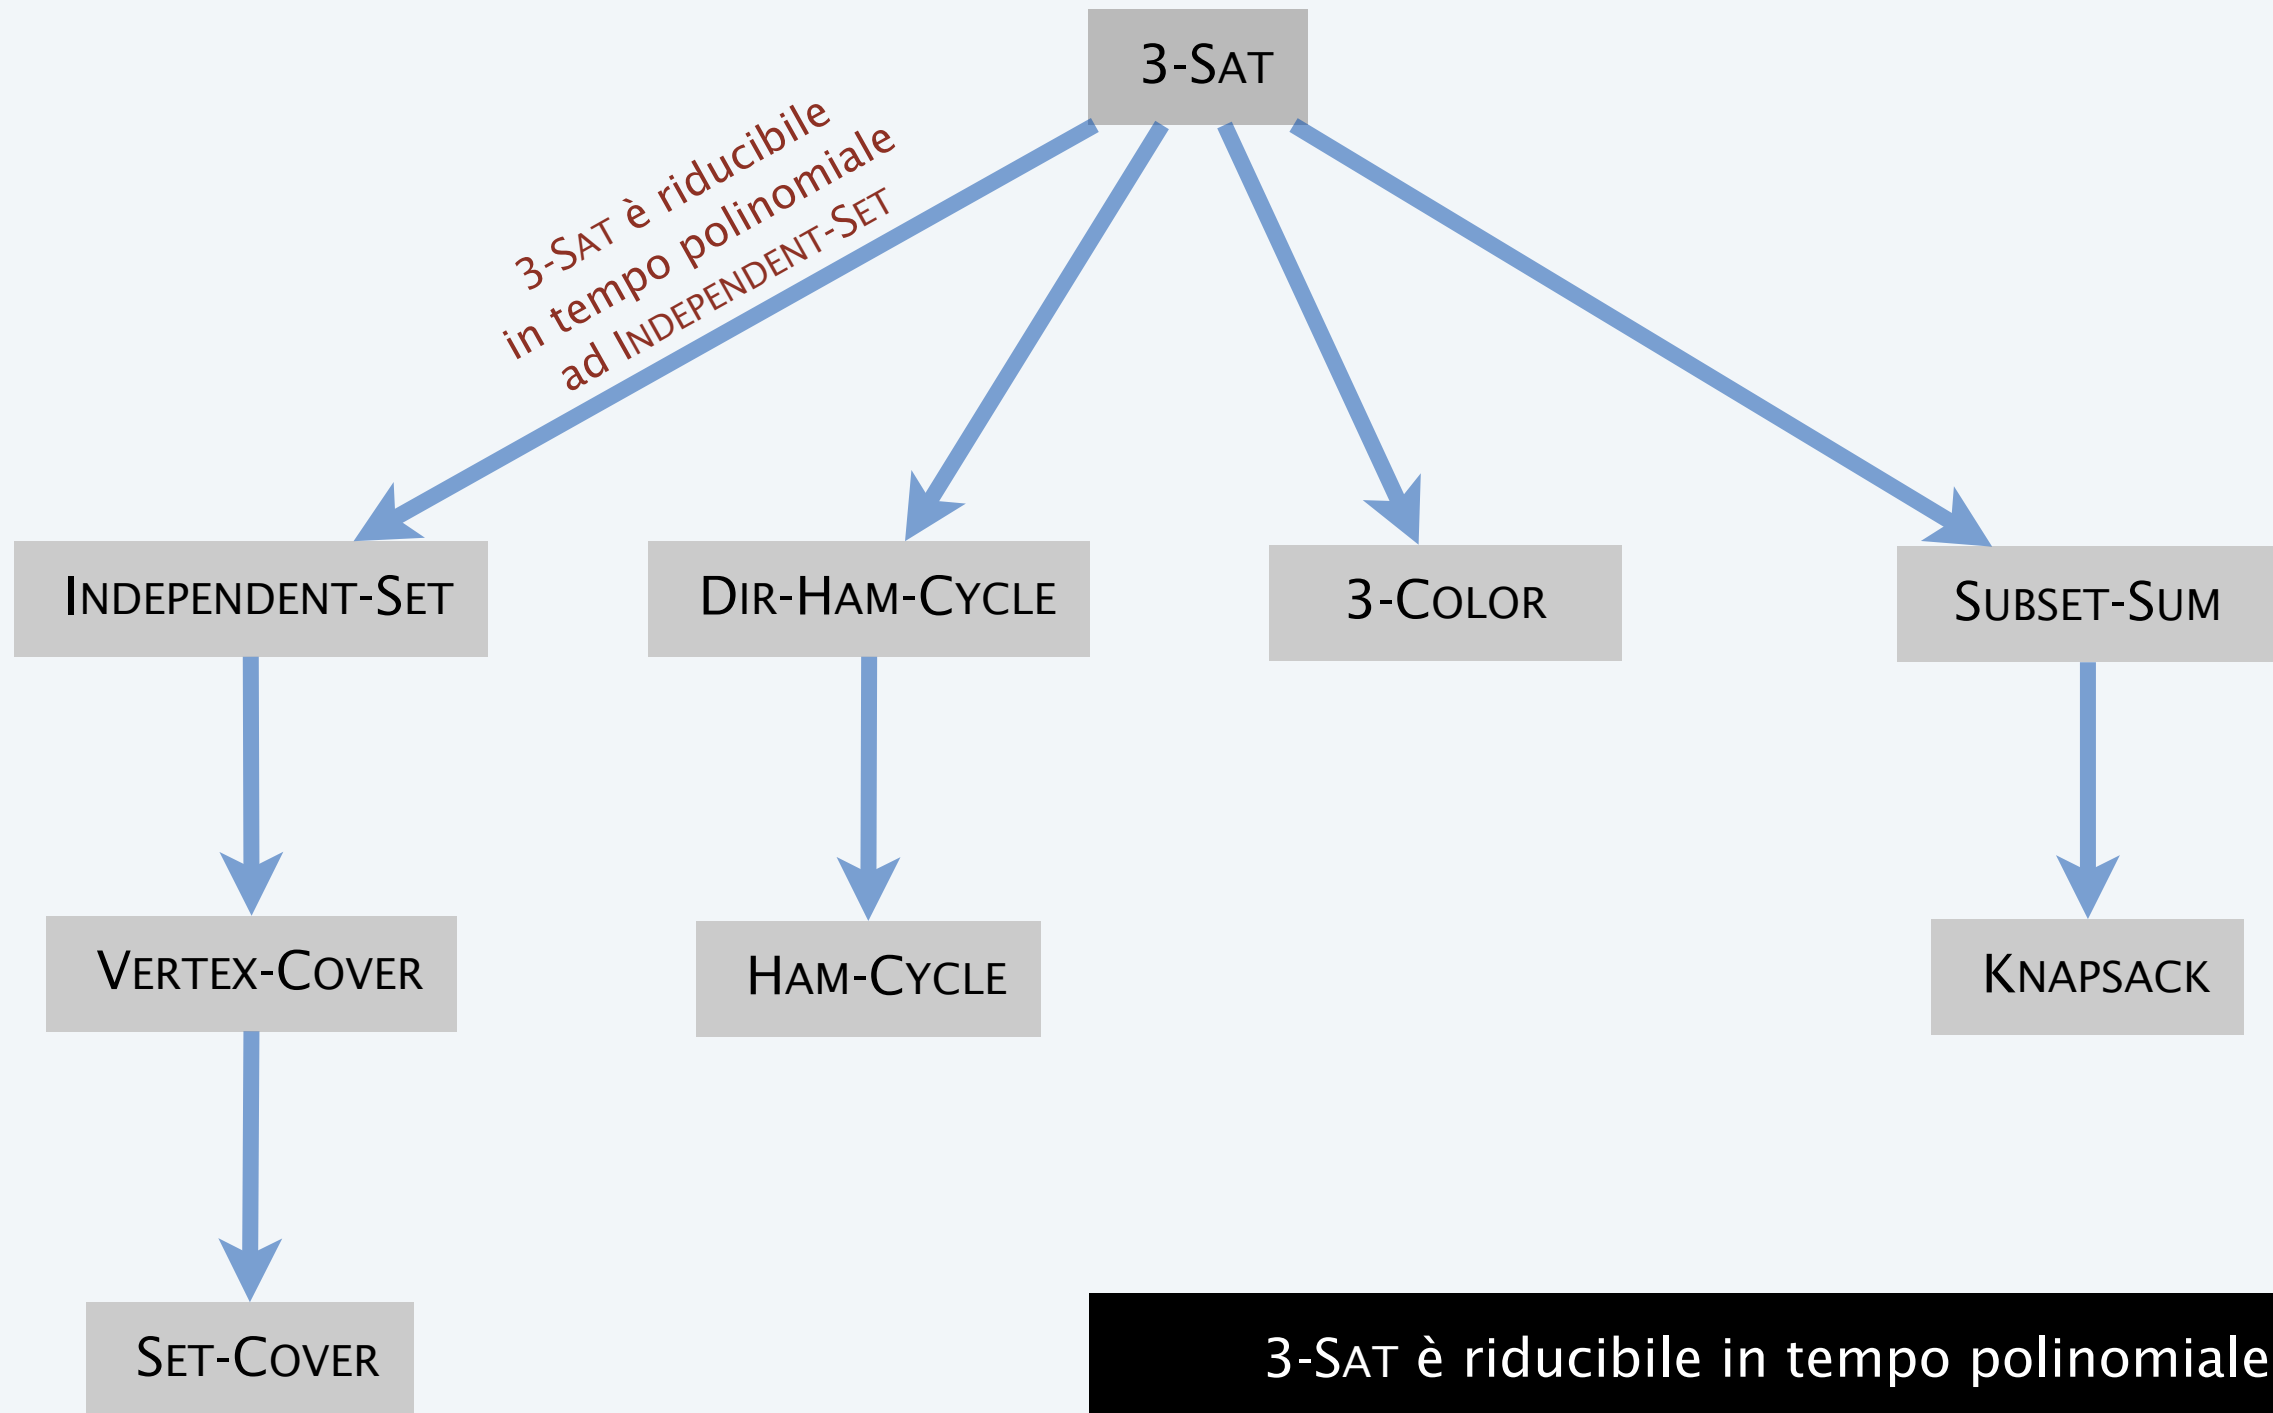 3-SAT
3-SAT è riducibile
in tempo polinomiale
ad INDEPENDENT-SET
INDEPENDENT-SET
DIR-HAM-CYCLE
3-COLOR
SUBSET-SUM
VERTEX-COVER
HAM-CYCLE
KNAPSACK
SET-COVER
3-SAT è riducibile in tempo polinomiale